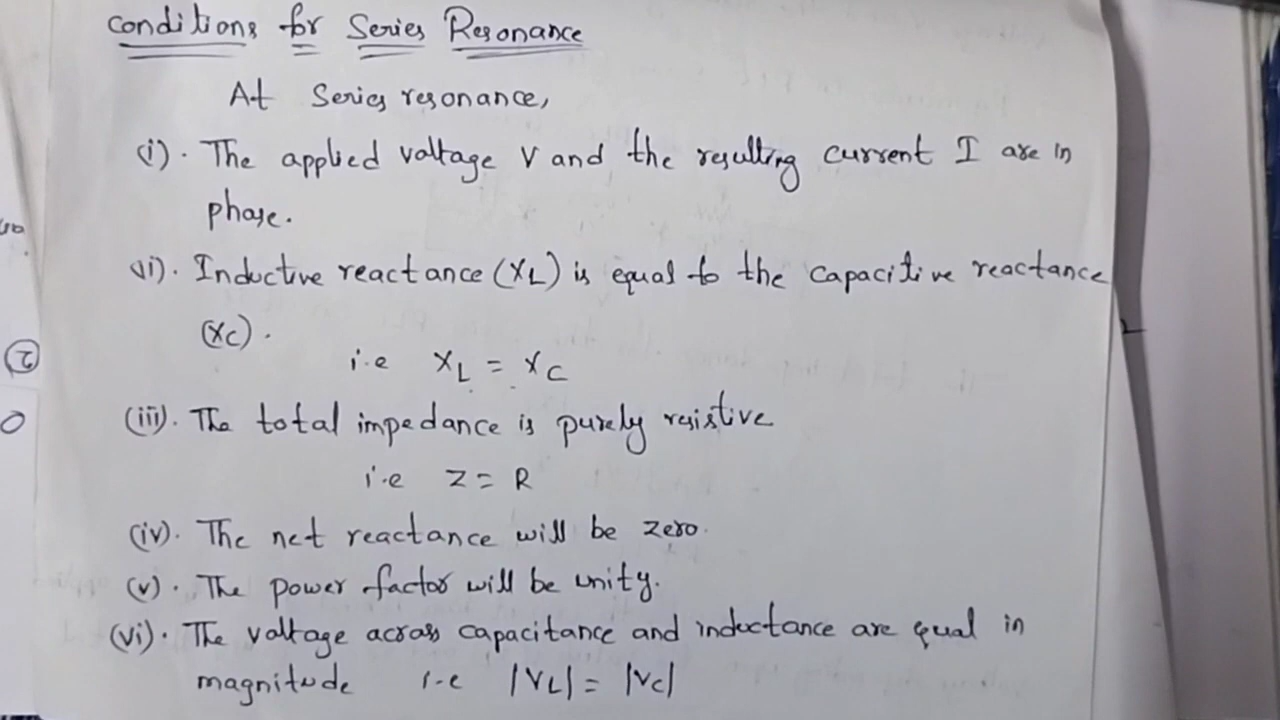 Conditions for Series Resonance
At Series resonance,
(i). The applied voltage V and the resulting current I are in
phase.
(ii). Inductive reactance (XL) is equal to the capacitive reactance
(XC).
i.e XL = XC
(iii). The total impedance is purely resistive
i.e Z = R
(iv). The net reactance will be zero.
(v). The power factor will be unity.
(vi). The voltage across capacitance and inductance are equal in
magnitude i.e |VL| = |VC|